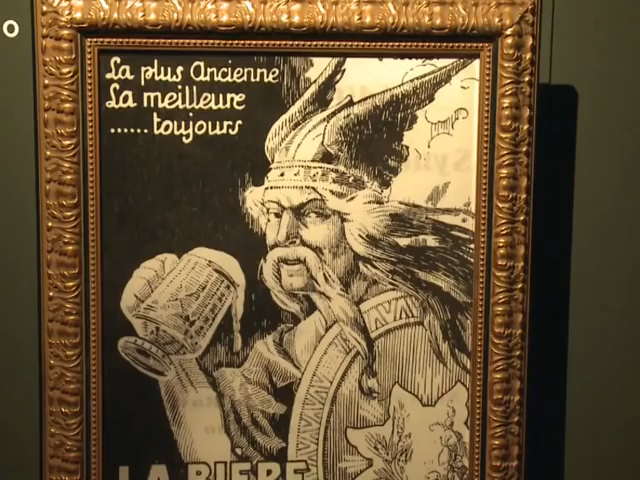 La plus Ancienne
La meilleure
......toujours
LA BIERE